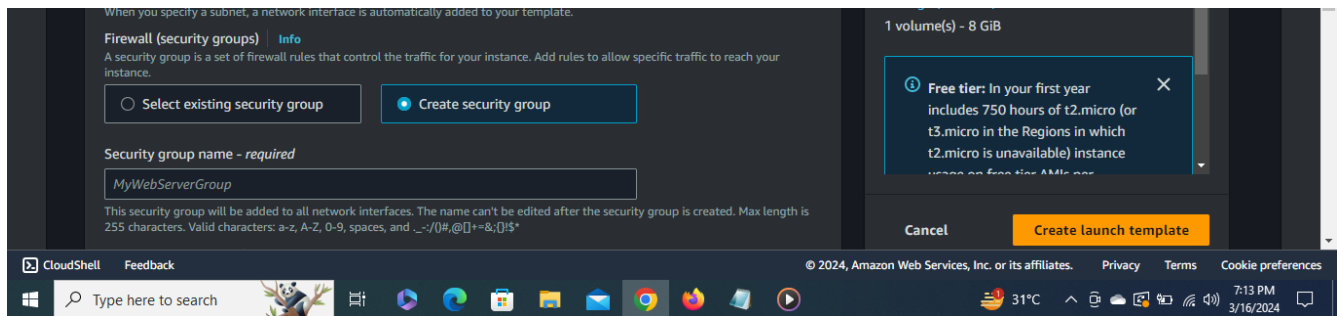 When you specify a subnet, a network interface is automatically added to your template.
Firewall (security groups) Info
A security group is a set of firewall rules that control the traffic for your instance. Add rules to allow specific traffic to reach your
instance.
Select existing security group
Create security group
Security group name - required
MyWebServerGroup
This security group will be added to all network interfaces. The name can't be edited after the security group is created. Max length is
255 characters. Valid characters: a-z, A-Z, 0-9, spaces, and ._-:/()#,@[]+=&;{}!$*
1 volume(s) - 8 GiB
Free tier: In your first year
includes 750 hours of t2.micro (or
t3.micro in the Regions in which
t2.micro is unavailable) instance
usage on free tier AMIs per
Cancel
Create launch template
CloudShell Feedback
© 2024, Amazon Web Services, Inc. or its affiliates. Privacy Terms Cookie preferences
Type here to search
31°C
7:13 PM
3/16/2024